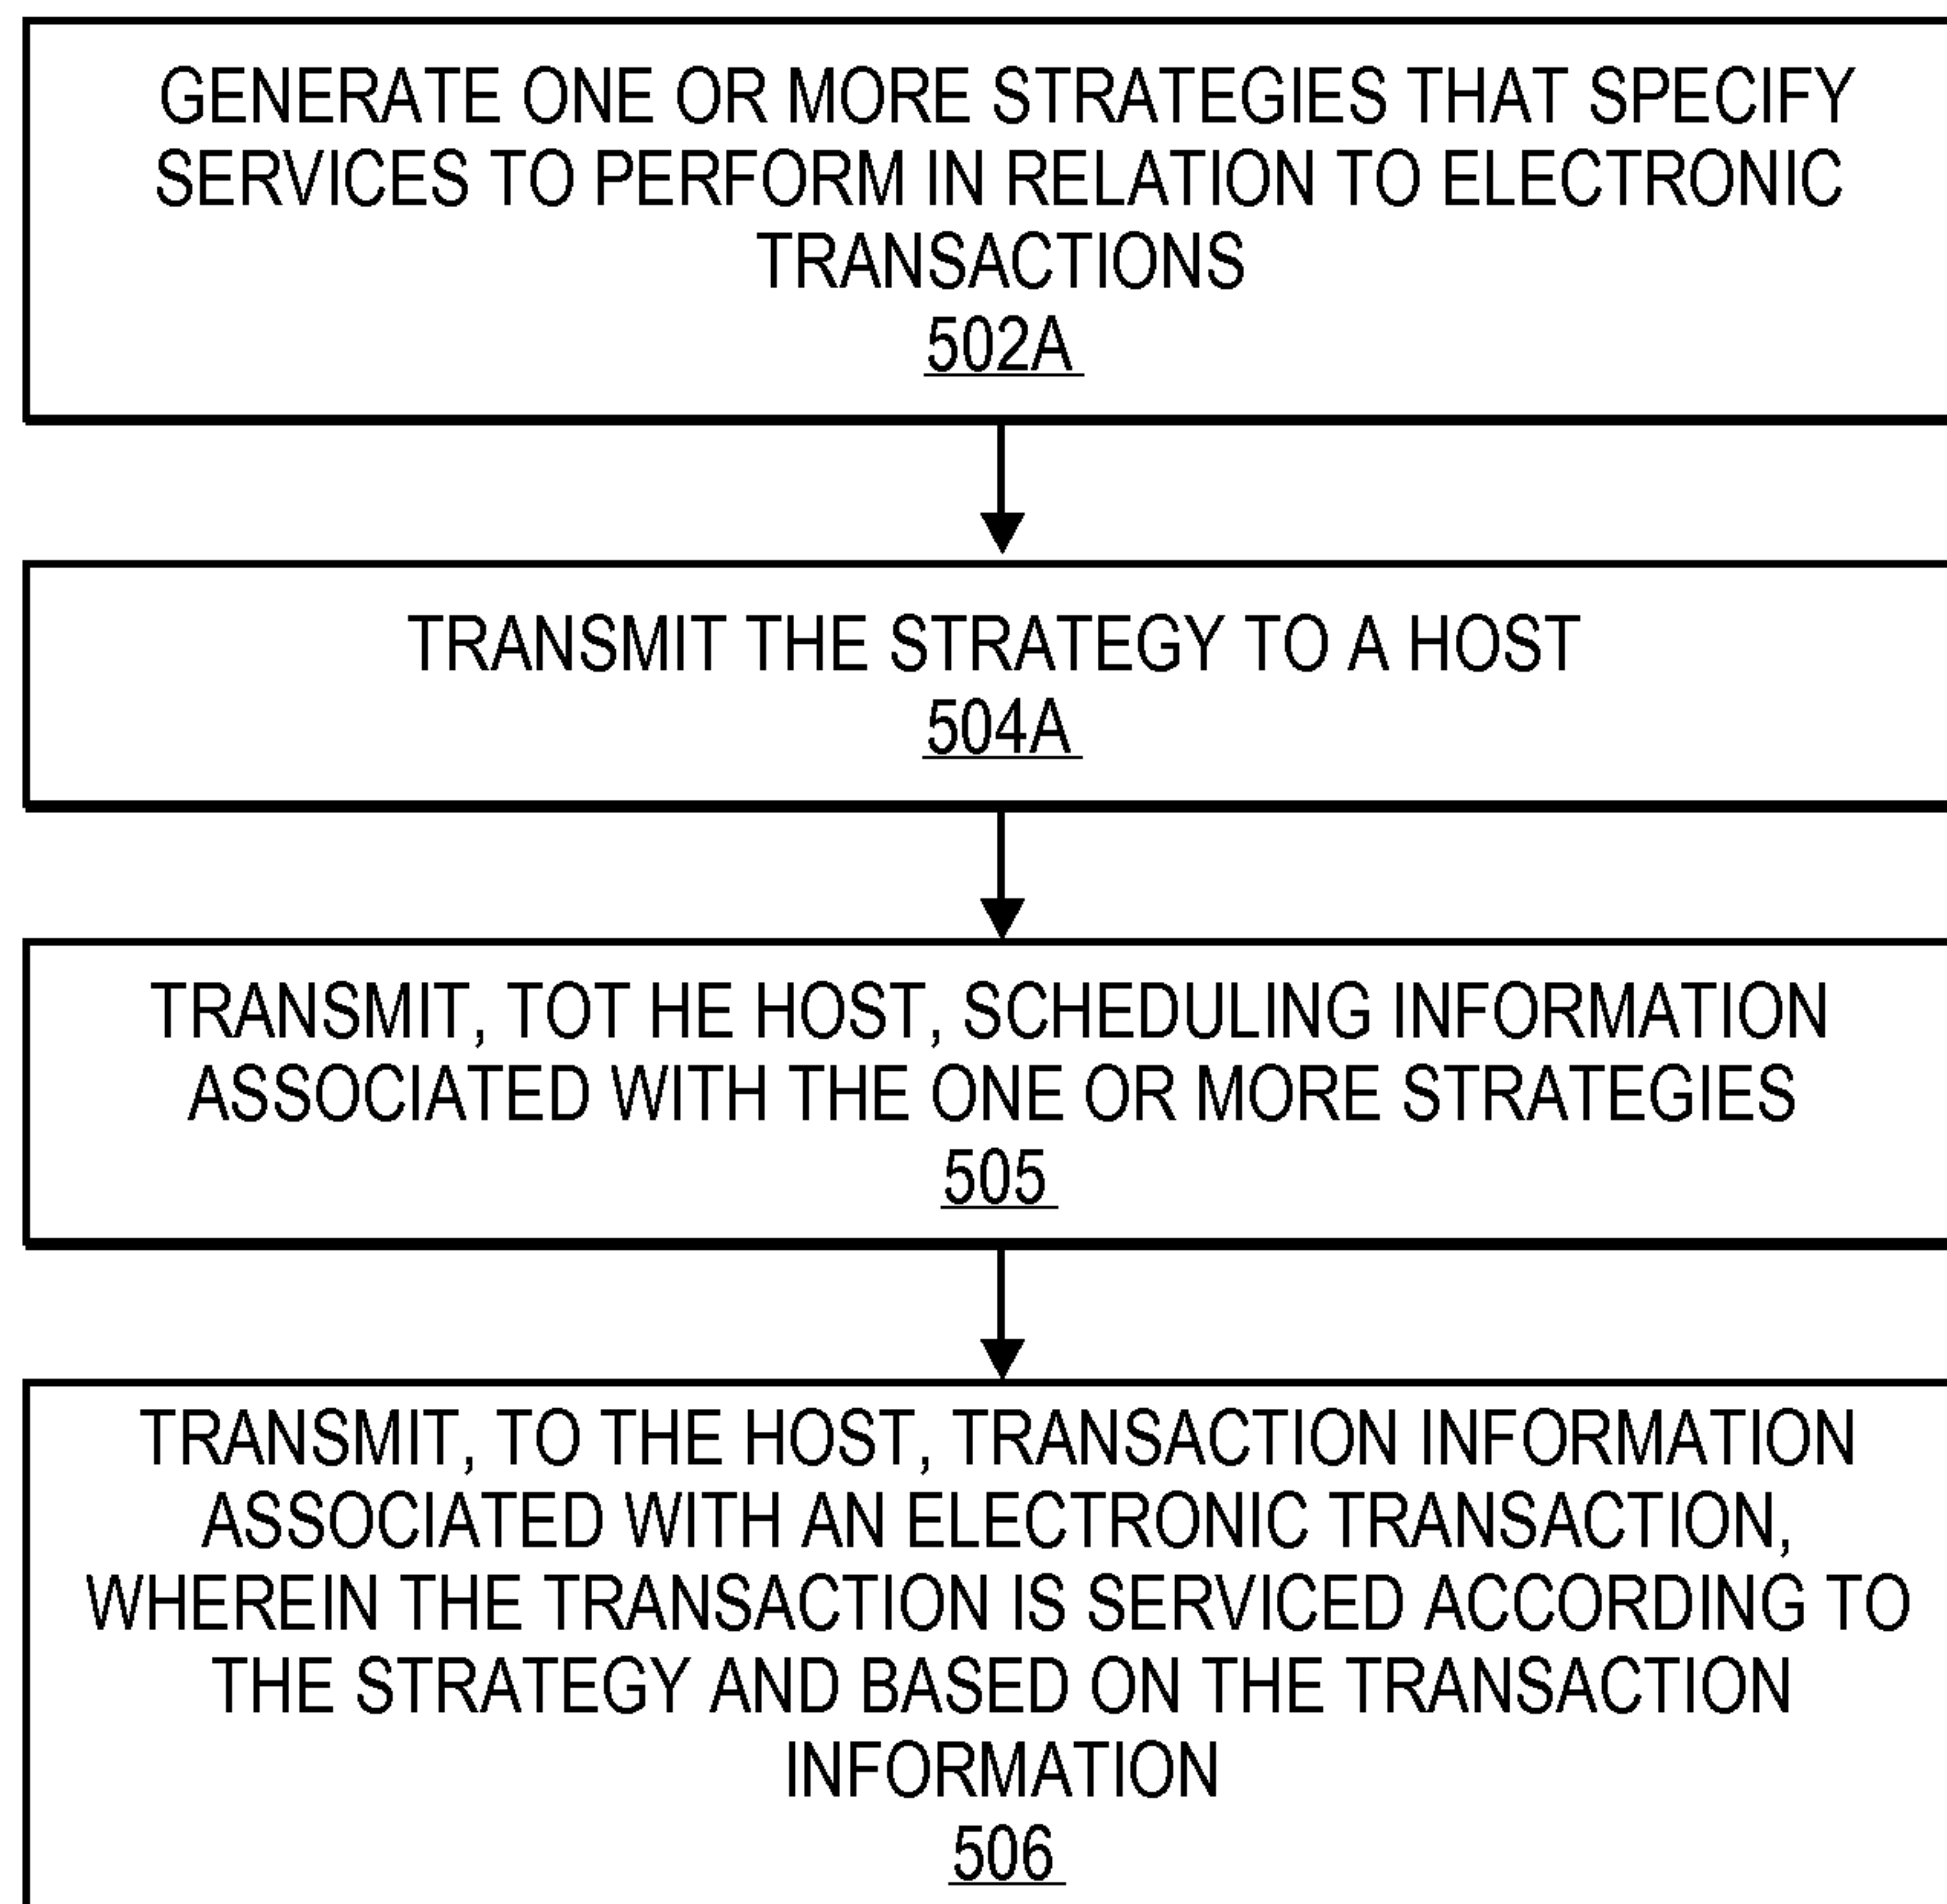 GENERATE ONE OR MORE STRATEGIES THAT SPECIFY
SERVICES TO PERFORM IN RELATION TO ELECTRONIC
TRANSACTIONS
502A
TRANSMIT THE STRATEGY TO A HOST
504A
TRANSMIT, TOT HE HOST, SCHEDULING INFORMATION
ASSOCIATED WITH THE ONE OR MORE STRATEGIES
505
TRANSMIT, TO THE HOST, TRANSACTION INFORMATION
ASSOCIATED WITH AN ELECTRONIC TRANSACTION,
WHEREIN THE TRANSACTION IS SERVICED ACCORDING TO
THE STRATEGY AND BASED ON THE TRANSACTION
INFORMATION
506